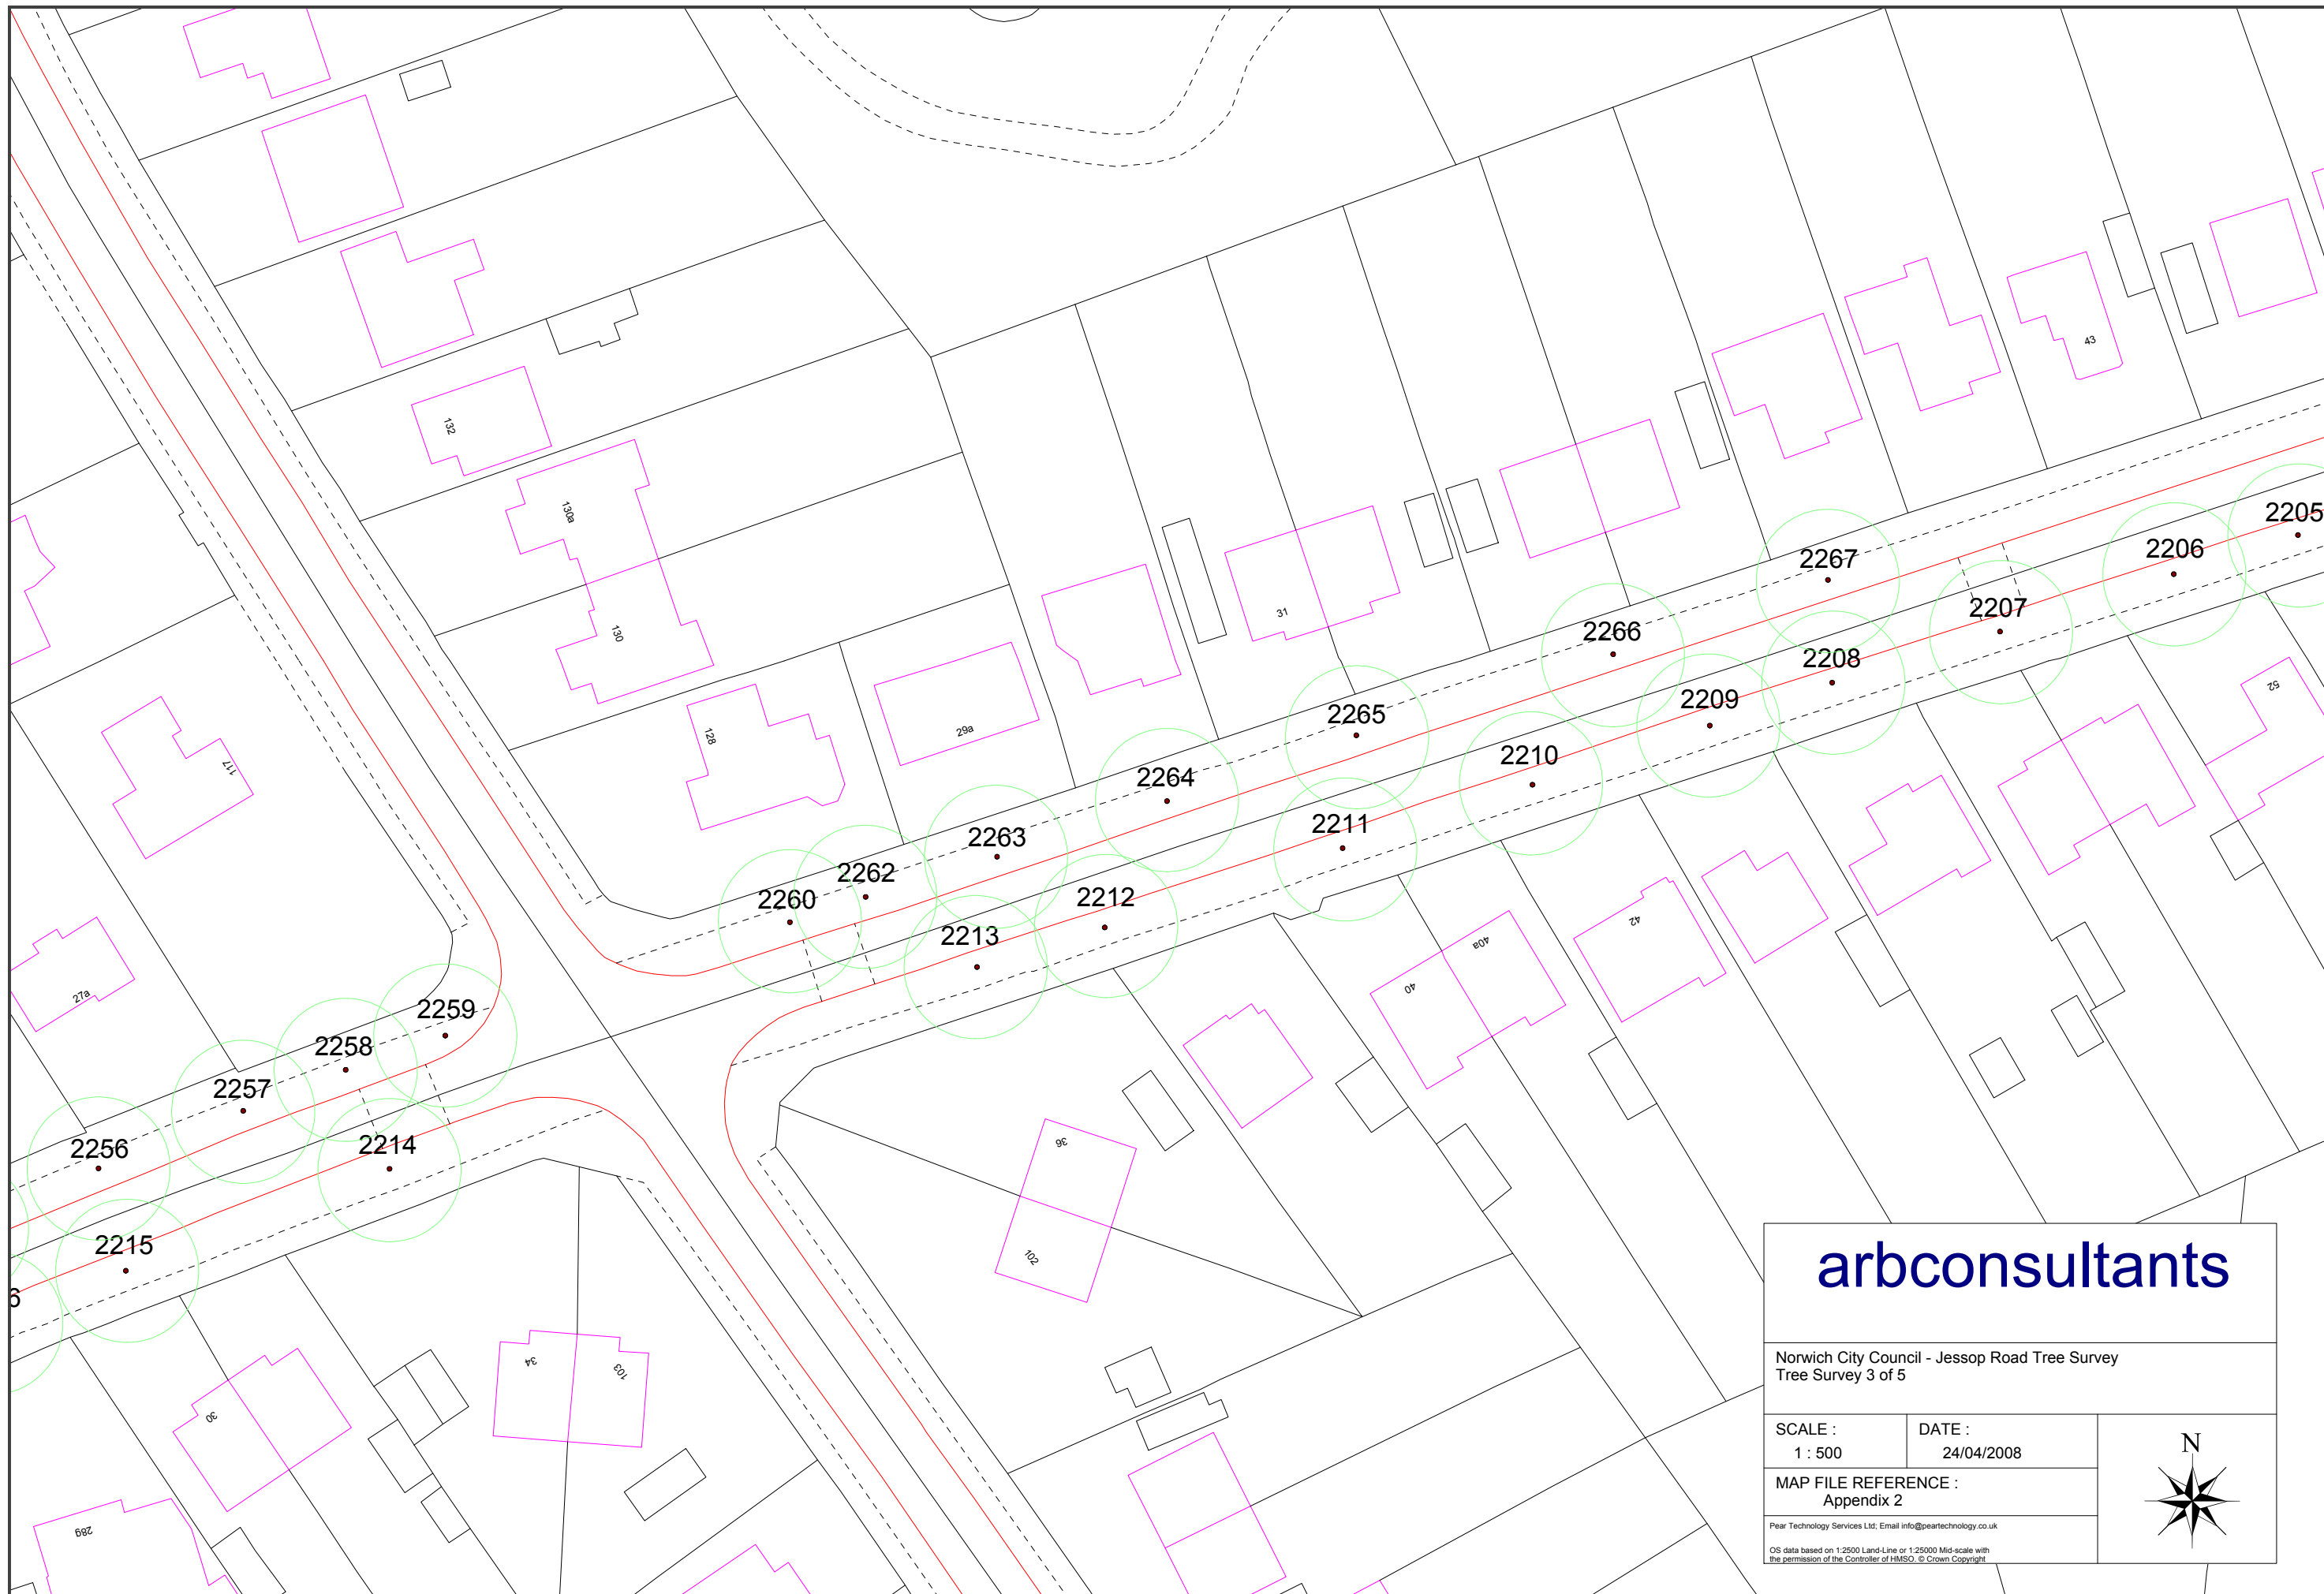 132
130a
43
31
130
2205
2206
2267
2207
2266
2208
52
128
29a
2265
2209
117
2264
2210
2211
2263
2262
2260
2212
2213
42
40a
40
27a
2259
2258
2257
2214
2256
36
102
2215
6
34
103
30
28g
arbconsultants
Norwich City Council - Jessop Road Tree Survey
Tree Survey 3 of 5
SCALE :
1 : 500
DATE :
24/04/2008
N
MAP FILE REFERENCE :
Appendix 2
Pear Technology Services Ltd; Email info@peartechnology.co.uk
OS data based on 1:2500 Land-Line or 1:25000 Mid-scale with
the permission of the Controller of HMSO. © Crown Copyright